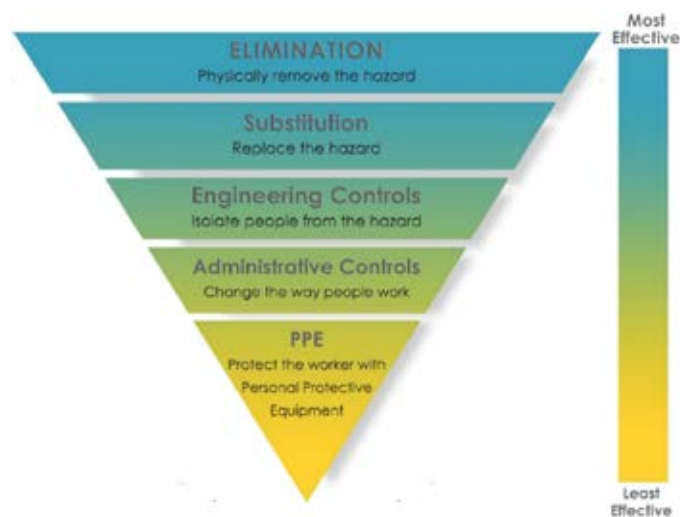 Most
Effective
ELIMINATION
Physically remove the hazard
Substitution
Replace the hazard
Engineering Controls
Isolate people from the hazard
Administrative Controls
Change the way people work
PPE
Protect the worker with
Personal Protective
Equipment
Least
Effective